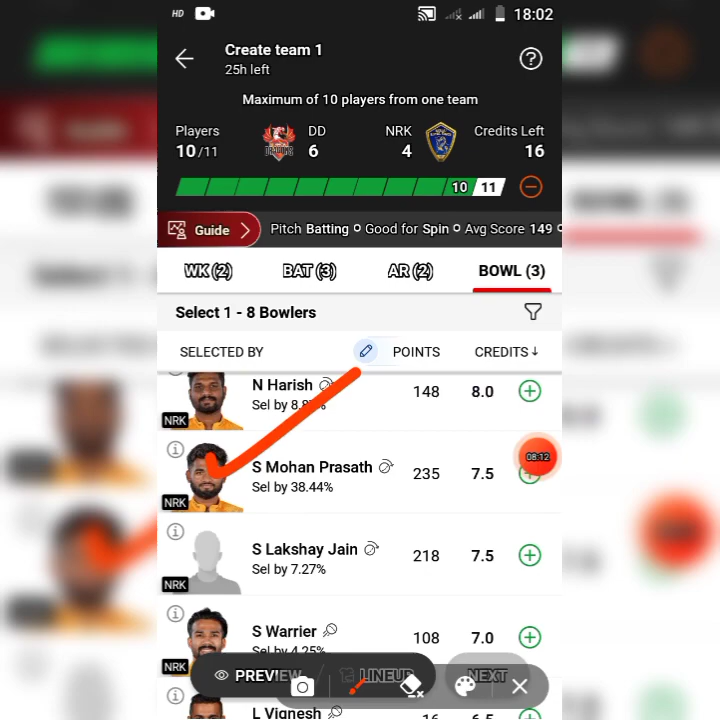 HD 18:02
Create team 1
25h left
Maximum of 10 players from one team
Players DD NRK Credits Left
10/11 6 4 16
10 11
Guide Pitch Batting Good for Spin Avg Score 149
WK (2) BAT (3) AR (2) BOWL (3)
Select 1 - 8 Bowlers
SELECTED BY POINTS CREDITS↓
N Harish 148 8.0
Sel by
NRK
S Mohan Prasath 235 7.5
Sel by 38.44%
NRK
08:12
S Lakshay Jain 218 7.5
Sel by 7.27%
NRK
S Warrier 108 7.0
Sel by 4.25%
NRK
PREVIEW LINEUP NEXT
L Vignesh 16 6.5